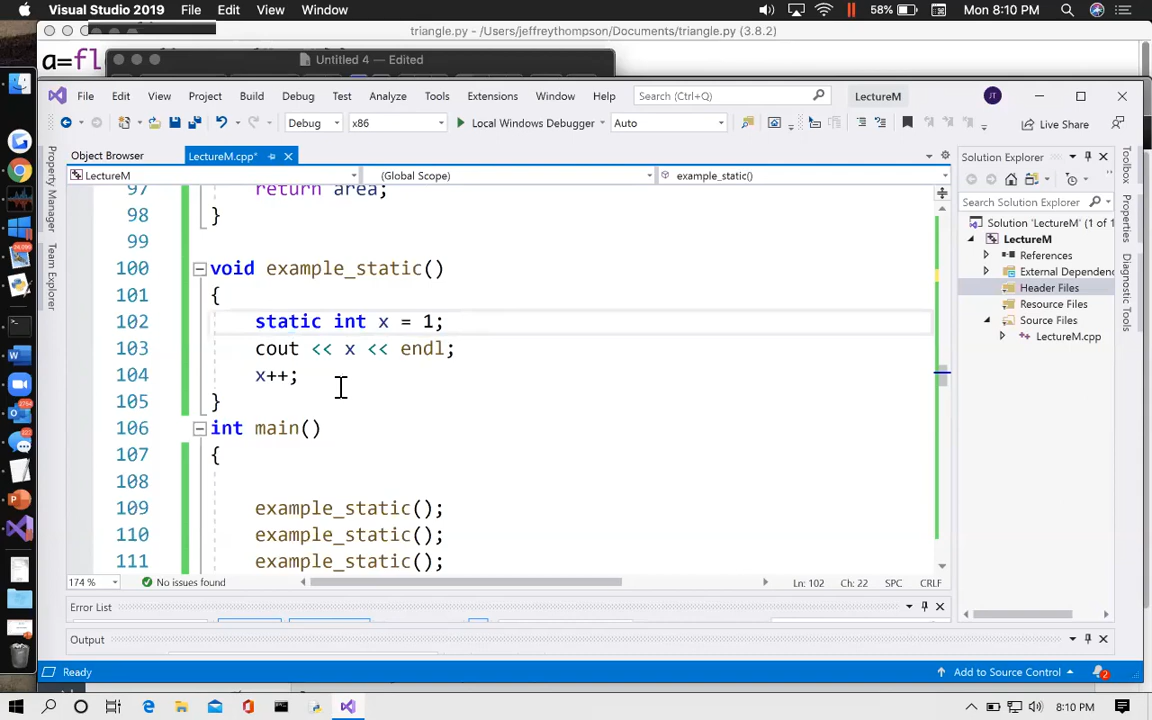 Visual Studio 2019 File Edit View Window 58% Mon 8:10 PM
triangle.py - /Users/jeffreythompson/Documents/triangle.py (3.8.2)
a=fl
Untitled 4 — Edited
File Edit View Project Build Debug Test Analyze Tools Extensions Window Help Search (Ctrl+Q) LectureM JT
Debug x86 Local Windows Debugger Auto Live Share
Object Browser LectureM.cpp*
LectureM (Global Scope) example_static()
Property Manager
Team Explorer
97 return area;
98 }
99
100 void example_static()
101 {
102 static int x = 1;
103 cout << x << endl;
104 x++;
105 }
106 int main()
107 {
108
109 example_static();
110 example_static();
111 example_static();
174 % No issues found Ln: 102 Ch: 22 SPC CRLF
Solution Explorer
Search Solution Explorer
Solution 'LectureM' (1 of 1
LectureM
References
External Dependenc
Header Files
Resource Files
Source Files
LectureM.cpp
Toolbox
Properties
Diagnostic Tools
Error List
Output
Ready Add to Source Control 2
8:10 PM